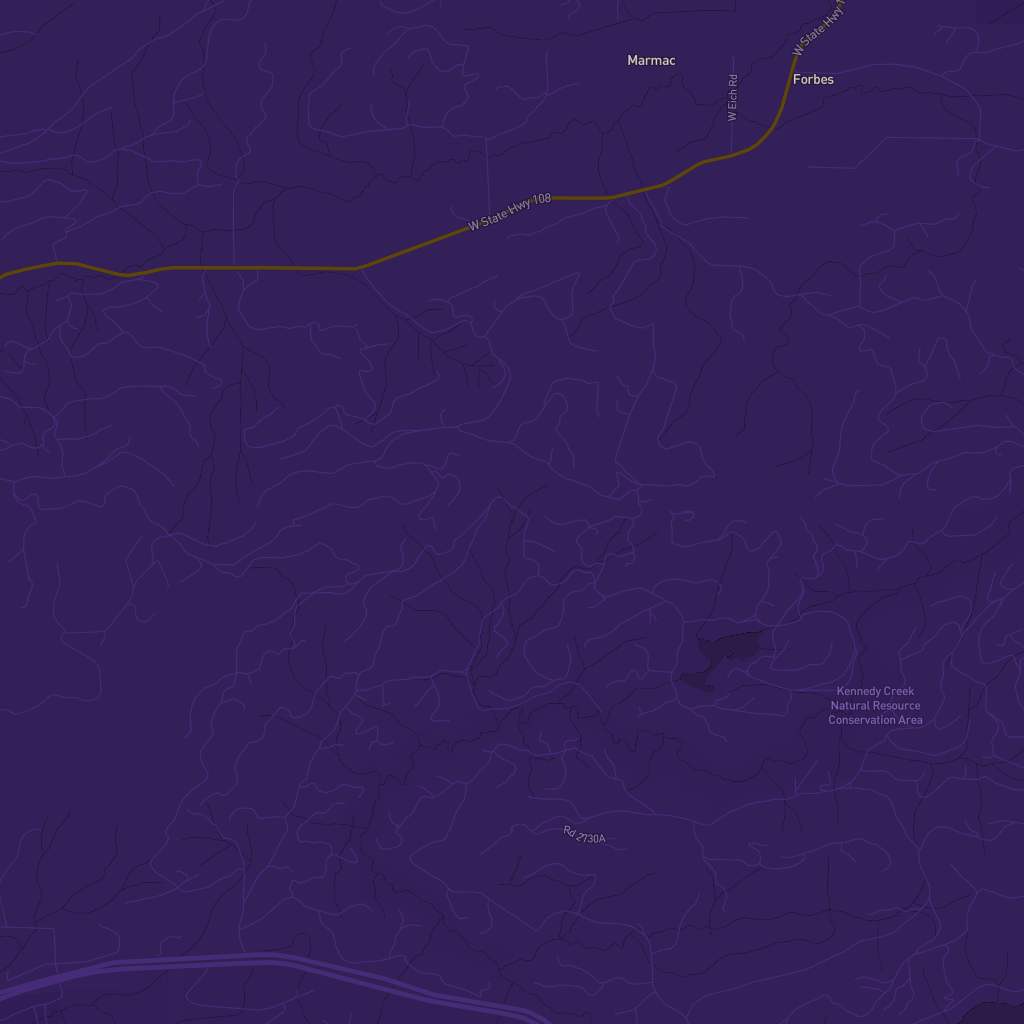 W State Hwy 1
Marmac
Forbes
W Eich Rd
W State Hwy 108
Kennedy Creek
Natural Resource
Conservation Area
Rd 2730A